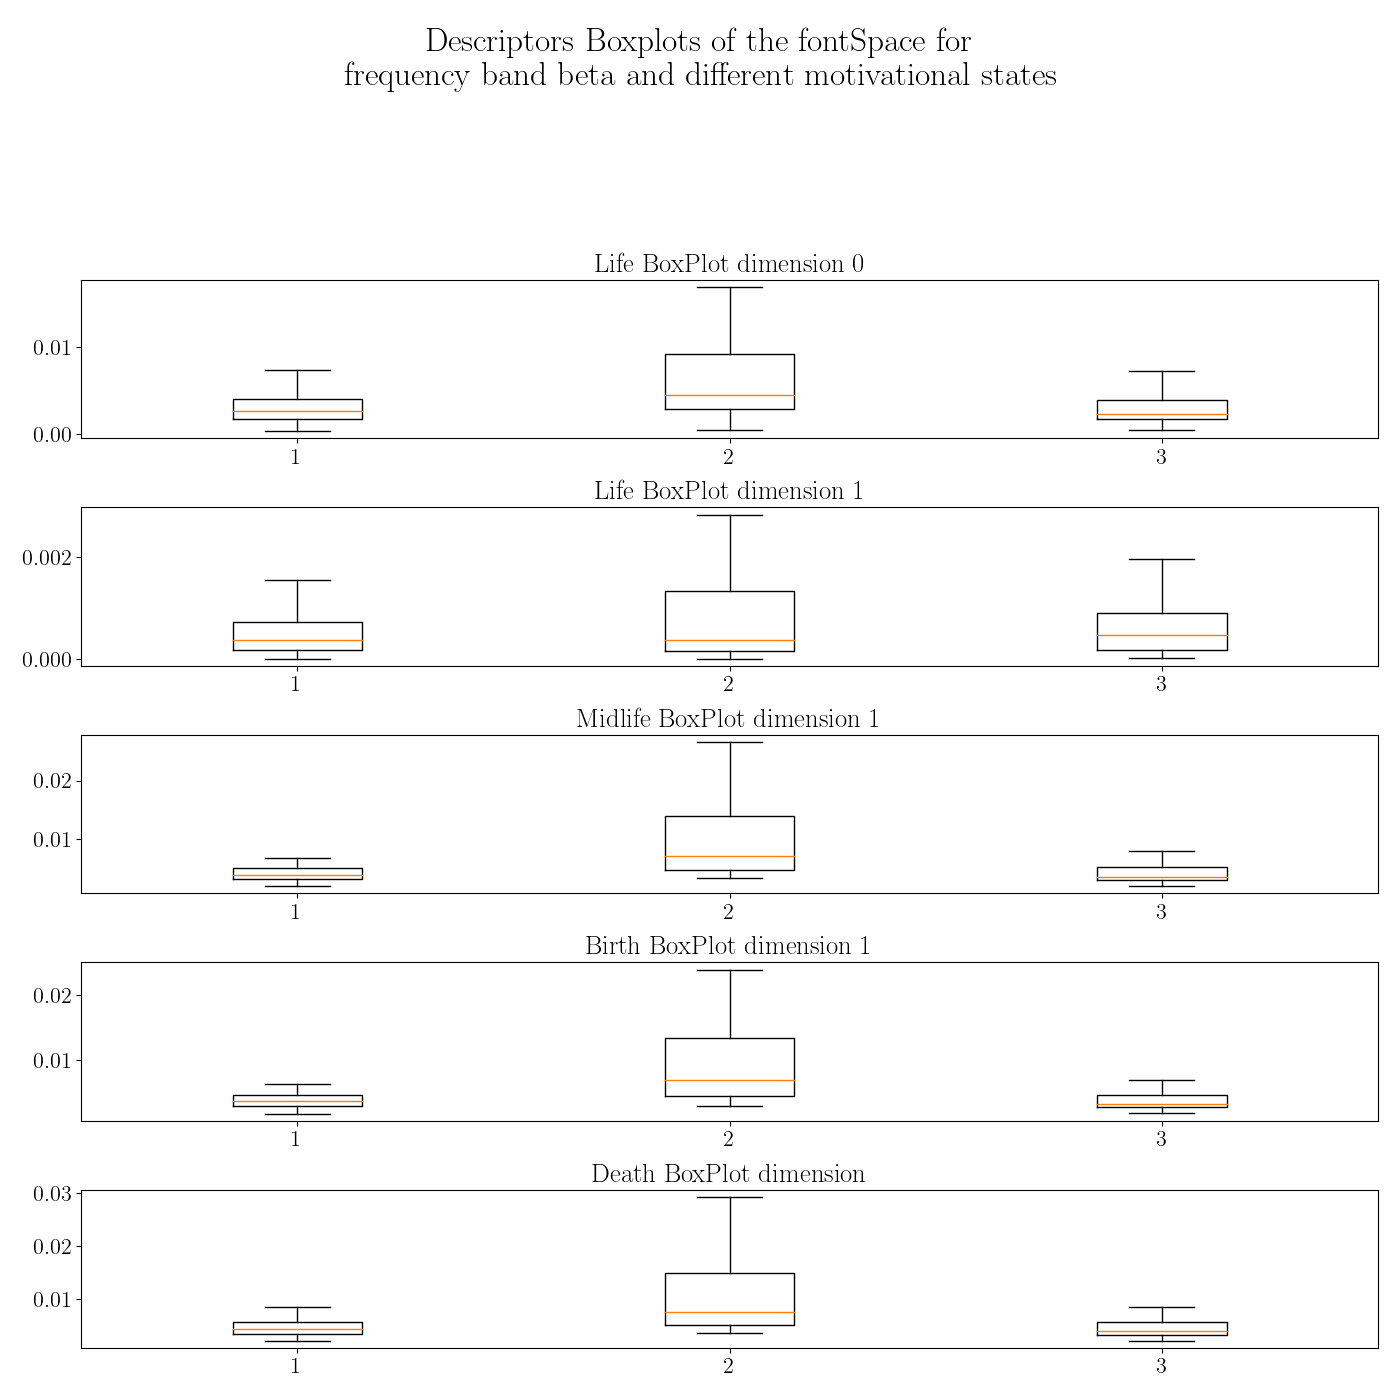 Descriptors Boxplots of the fontSpace for
frequency band beta and different motivational states
Life BoxPlot dimension 0
0.01
0.00
1 2 3
Life BoxPlot dimension 1
0.002
0.000
1 2 3
Midlife BoxPlot dimension 1
0.02
0.01
1 2 3
Birth BoxPlot dimension 1
0.02
0.01
1 2 3
Death BoxPlot dimension
0.03
0.02
0.01
1 2 3